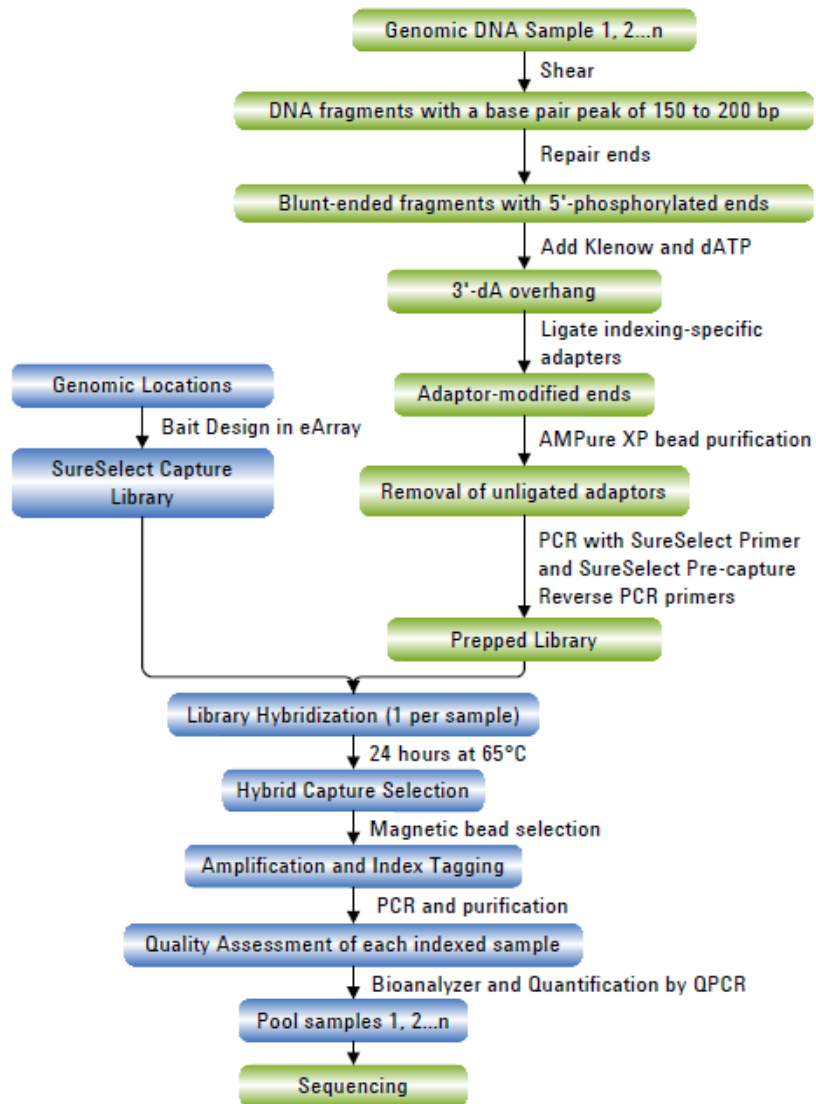 Genomic DNA Sample 1, 2...n
Shear
DNA fragments with a base pair peak of 150 to 200 bp
Repair ends
Blunt-ended fragments with 5'-phosphorylated ends
Add Klenow and dATP
3'-dA overhang
Ligate indexing-specific
adapters
Genomic Locations
Adaptor-modified ends
Bait Design in eArray
AMPure XP bead purification
SureSelect Capture
Library
Removal of unligated adaptors
PCR with SureSelect Primer
and SureSelect Pre-capture
Reverse PCR primers
Prepped Library
Library Hybridization (1 per sample)
24 hours at 65°C
Hybrid Capture Selection
Magnetic bead selection
Amplification and Index Tagging
PCR and purification
Quality Assessment of each indexed sample
Bioanalyzer and Quantification by QPCR
Pool samples 1, 2...n
Sequencing